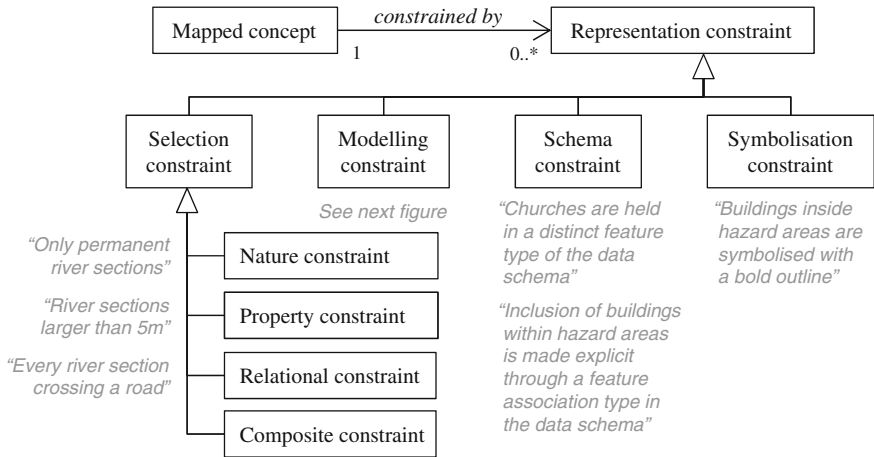 Mapped concept
constrained by
1
0..*
Representation constraint
Selection
constraint
Modelling
constraint
Schema
constraint
Symbolisation
constraint
See next figure
“Churches are held
in a distinct feature
type of the data
schema”
“Buildings inside
hazard areas are
symbolised with
a bold outline”
“Only permanent
river sections”
Nature constraint
“River sections
larger than 5m”
Property constraint
“Inclusion of buildings
within hazard areas
is made explicit
through a feature
association type in
the data schema”
“Every river section
crossing a road”
Relational constraint
Composite constraint